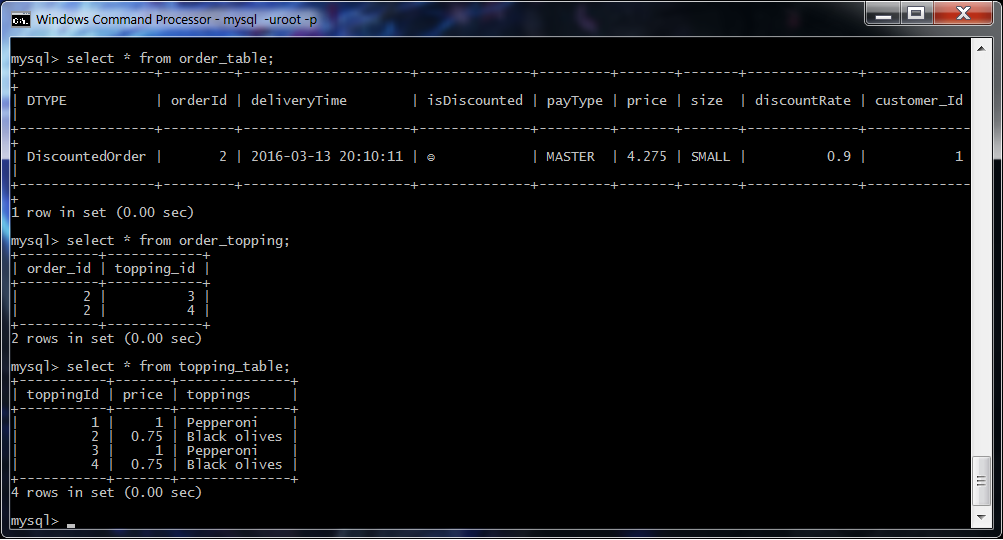 Windows Command Processor - mysql -uroot -p
mysql> select * from order_table;
+-----------------+---------+---------------------+--------------+---------+-------+-------+--------------+-------------
+
| DTYPE           | orderId | deliveryTime        | isDiscounted | payType | price | size  | discountRate | customer_Id
|
+-----------------+---------+---------------------+--------------+---------+-------+-------+--------------+-------------
+
| DiscountedOrder |       2 | 2016-03-13 20:10:11 | ☺            | MASTER  | 4.275 | SMALL |          0.9 |           1
|
+-----------------+---------+---------------------+--------------+---------+-------+-------+--------------+-------------
+
1 row in set (0.00 sec)
mysql> select * from order_topping;
+----------+------------+
| order_id | topping_id |
+----------+------------+
|        2 |          3 |
|        2 |          4 |
+----------+------------+
2 rows in set (0.00 sec)
mysql> select * from topping_table;
+-----------+-------+--------------+
| toppingId | price | toppings     |
+-----------+-------+--------------+
|         1 |     1 | Pepperoni    |
|         2 |  0.75 | Black olives |
|         3 |     1 | Pepperoni    |
|         4 |  0.75 | Black olives |
+-----------+-------+--------------+
4 rows in set (0.00 sec)
mysql>